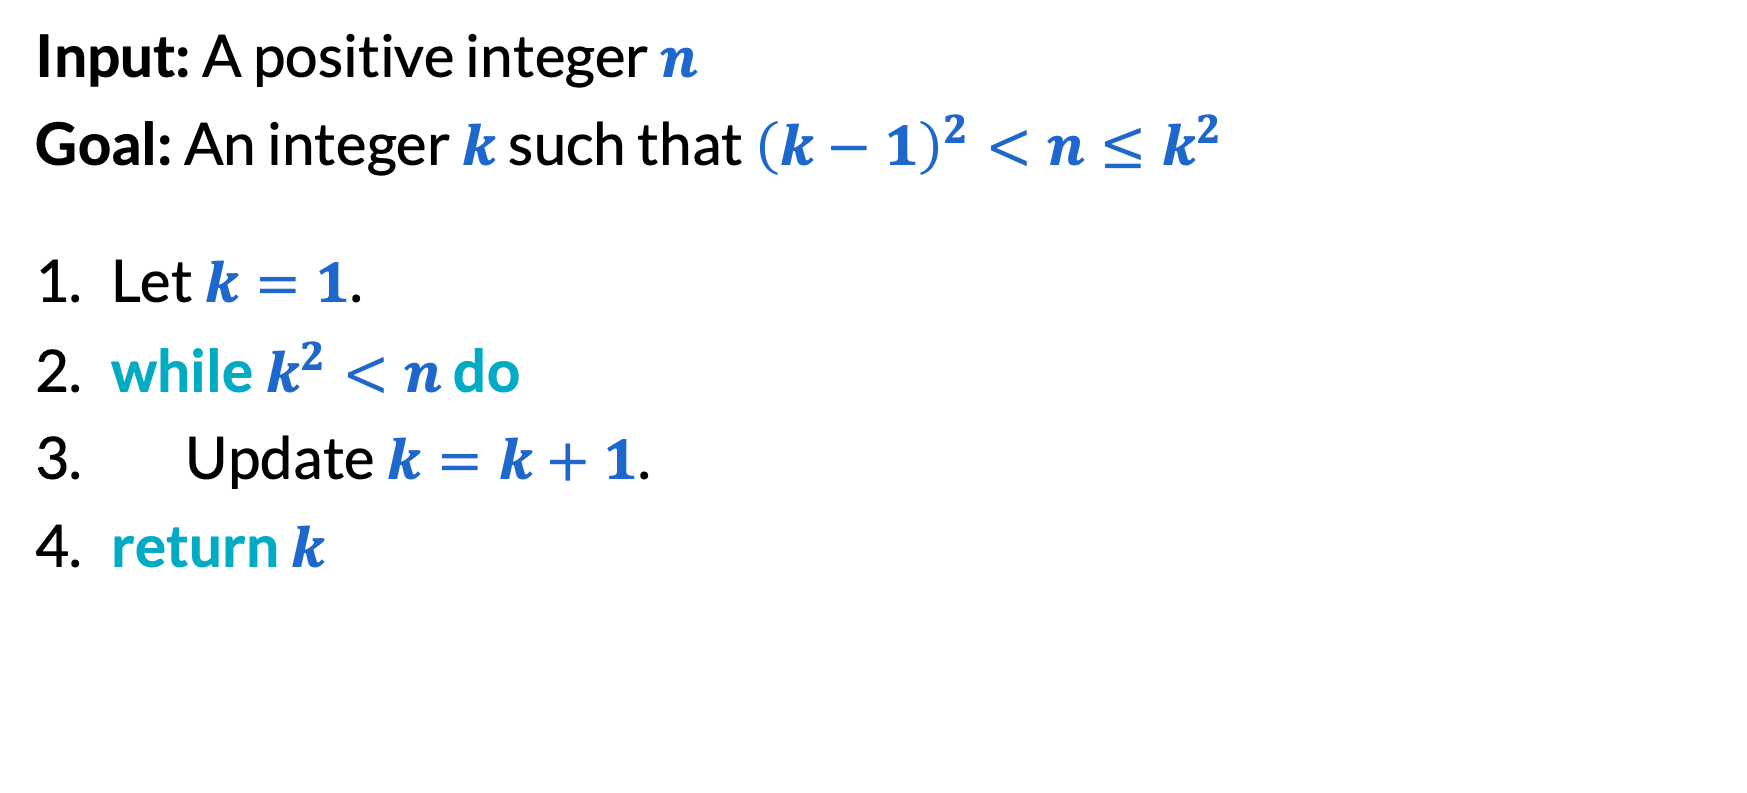 Input: A positive integer n
Goal: An integer k such that (k − 1)² < n ≤ k²
1. Let k = 1.
2. while k² < n do
3. Update k = k + 1.
4. return k